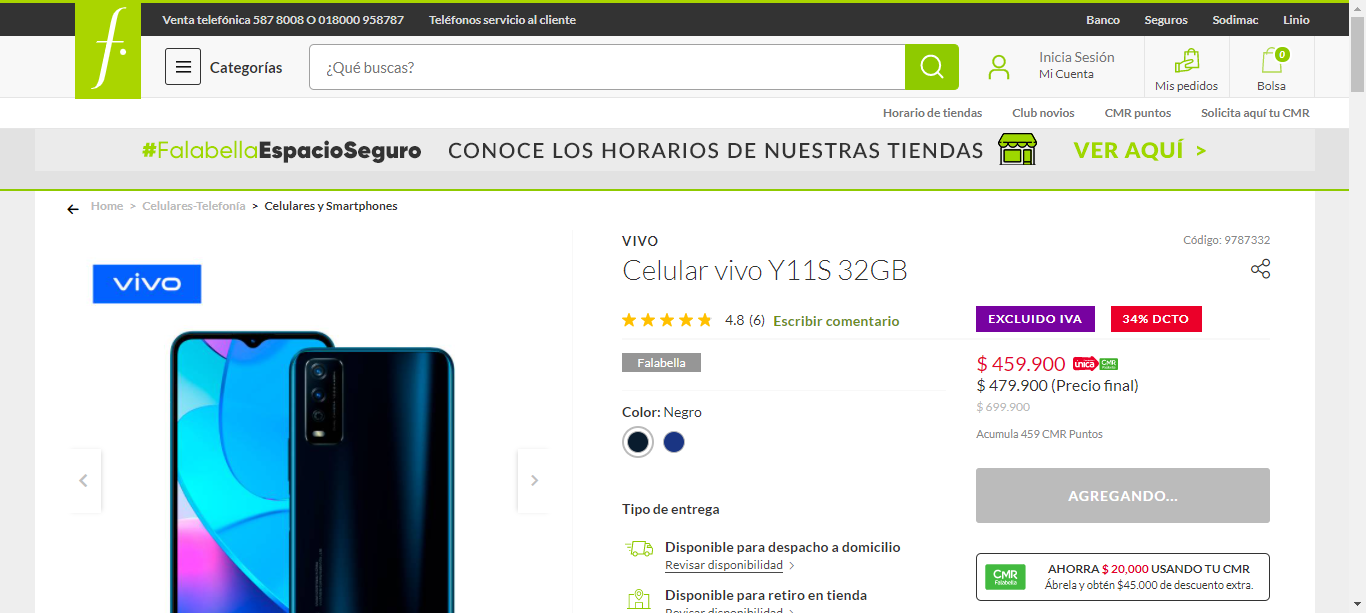 Venta telefónica 587 8008 O 018000 958787 Teléfonos servicio al cliente Banco Seguros Sodimac Linio
f.
Categorías ¿Qué buscas? Inicia Sesión
Mi Cuenta
Mis pedidos
0
Bolsa
Horario de tiendas Club novios CMR puntos Solicita aquí tu CMR
#FalabellaEspacioSeguro CONOCE LOS HORARIOS DE NUESTRAS TIENDAS VER AQUÍ >
Home > Celulares-Telefonía > Celulares y Smartphones
vivo
VIVO
Código: 9787332
Celular vivo Y11S 32GB
4.8 (6) Escribir comentario
Falabella
Color: Negro
EXCLUIDO IVA 34% DCTO
$ 459.900 única CMR
$ 479.900 (Precio final)
$ 699.900
Acumula 459 CMR Puntos
AGREGANDO...
Tipo de entrega
Disponible para despacho a domicilio
Revisar disponibilidad >
Disponible para retiro en tienda
Revisar disponibilidad >
CMR
Falabella
AHORRA $ 20,000 USANDO TU CMR
Ábrela y obtén $45.000 de descuento extra.